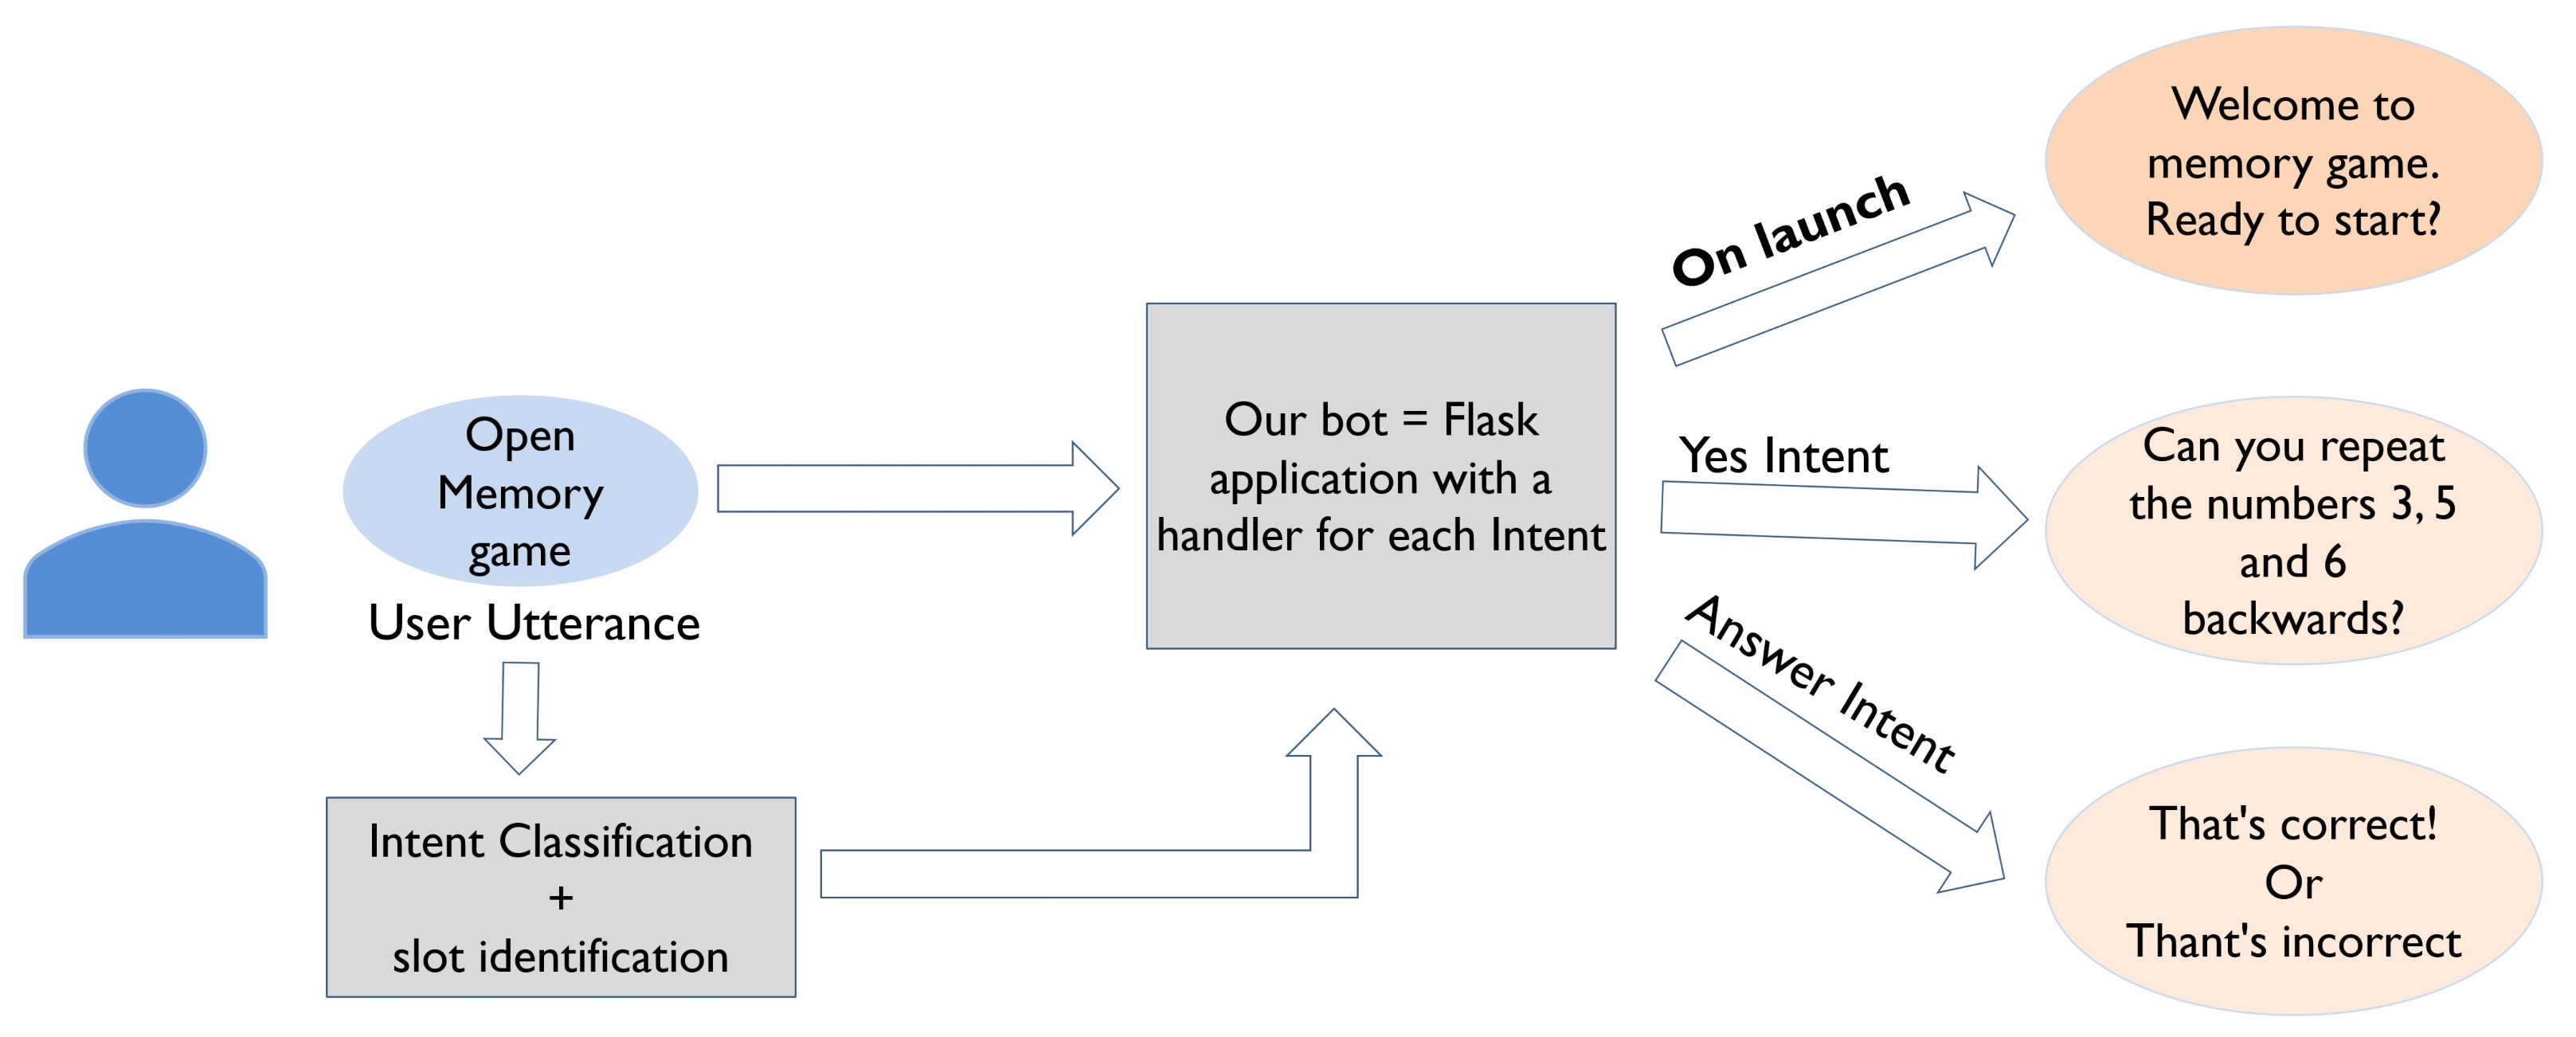 Open
Memory
game
User Utterance
Intent Classification
+
slot identification
Our bot = Flask
application with a
handler for each Intent
On launch
Welcome to
memory game.
Ready to start?
Yes Intent
Can you repeat
the numbers 3, 5
and 6
backwards?
Answer Intent
That's correct!
Or
Thant's incorrect